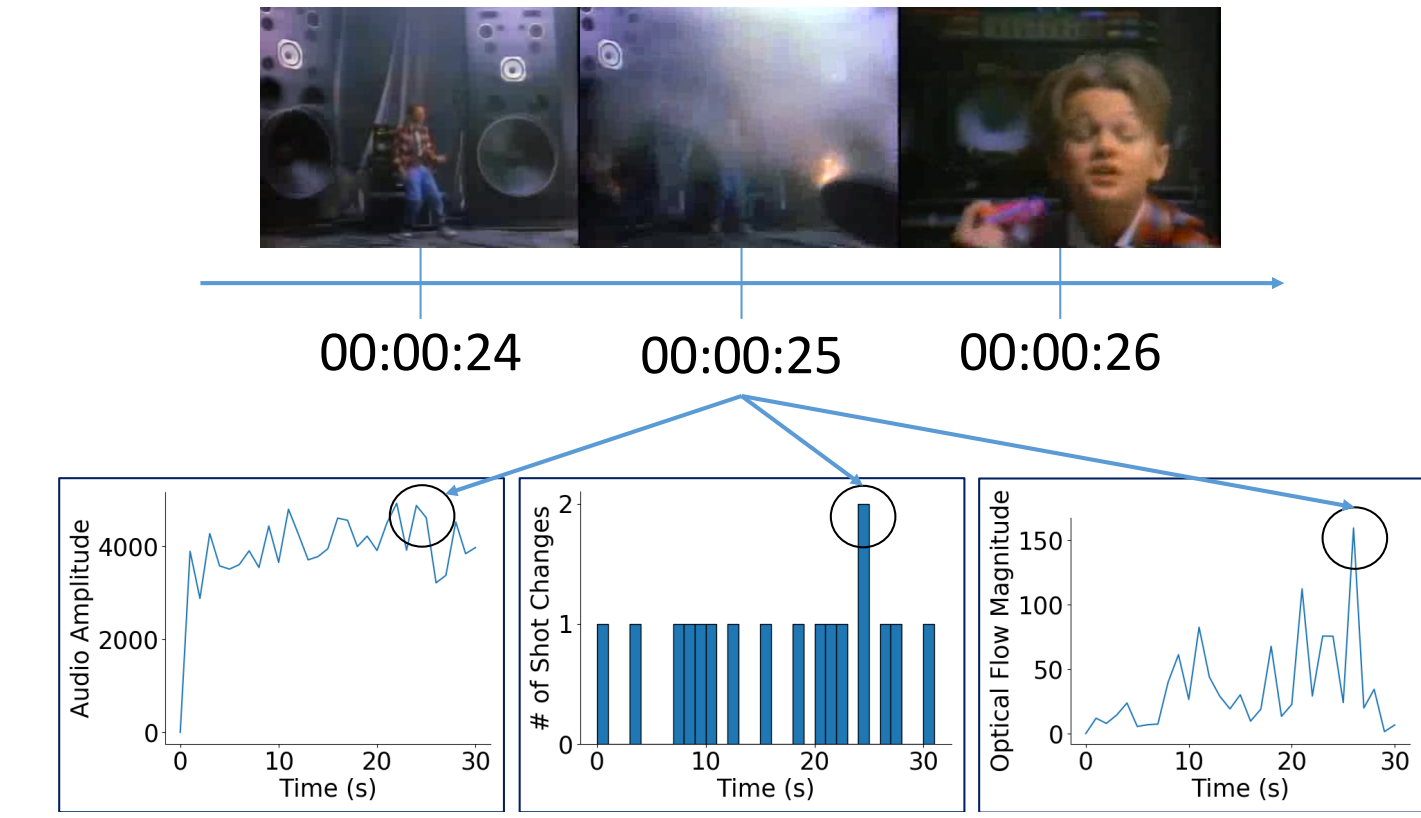 00:00:24
00:00:25
00:00:26
Audio Amplitude
4000
2000
0
0 10 20 30
Time (s)
# of Shot Changes
2
1
0
0 10 20 30
Time (s)
Optical Flow Magnitude
150
100
50
0
0 10 20 30
Time (s)